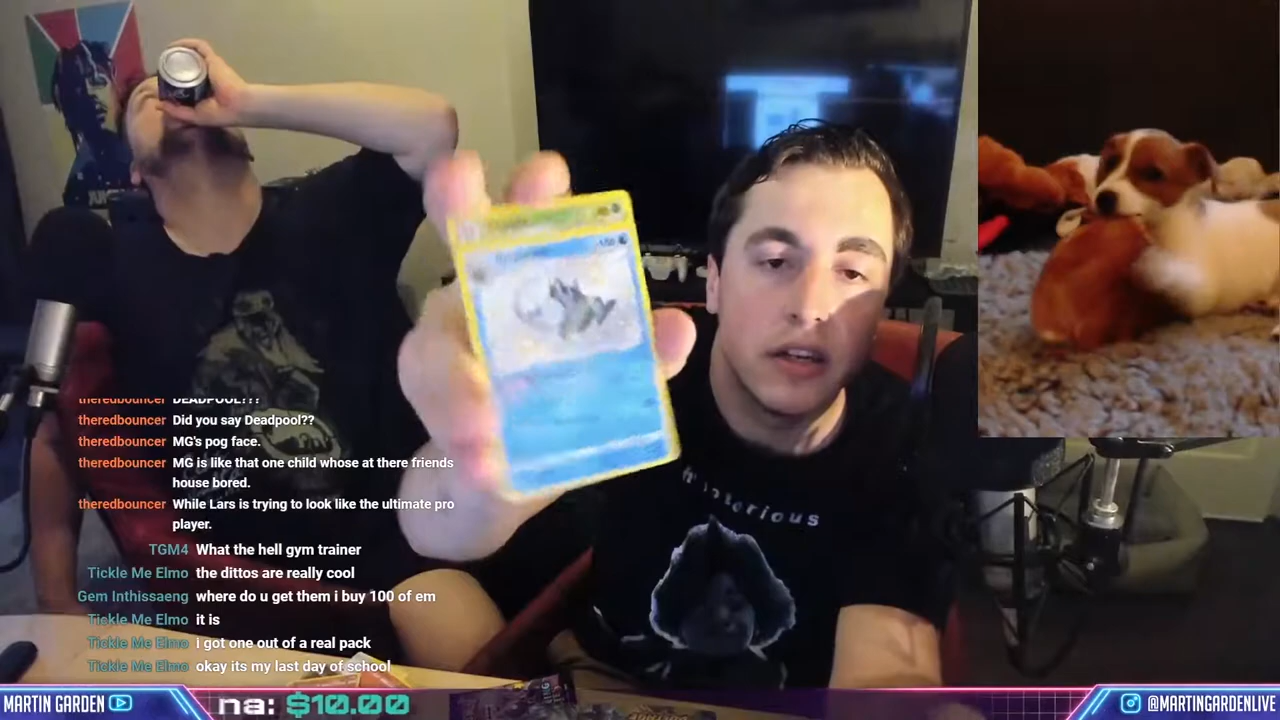 theredbouncer DEADPOOL???
theredbouncer Did you say Deadpool??
theredbouncer MG's pog face.
theredbouncer MG is like that one child whose at there friends
house bored.
theredbouncer While Lars is trying to look like the ultimate pro
player.
TGM4 What the hell gym trainer
Tickle Me Elmo the dittos are really cool
Gem Inthissaeng where do u get them i buy 100 of em
Tickle Me Elmo it is
Tickle Me Elmo i got one out of a real pack
Tickle Me Elmo okay its my last day of school
MARTIN GARDEN
na: $10.00
@MARTINGARDENLIVE